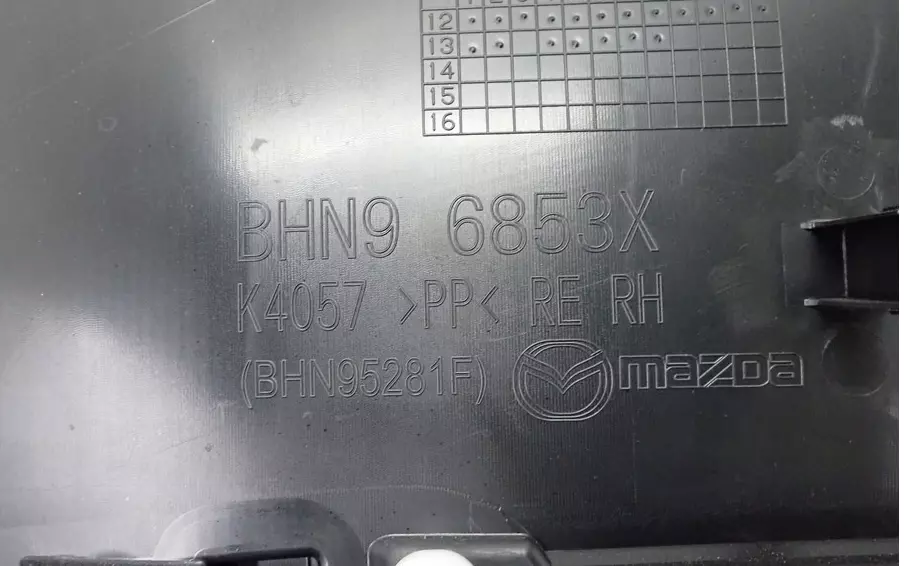 12
13
14
15
16
BHN9 6853X
K4057 >PP< RE RH
(BHN95281F) mazda